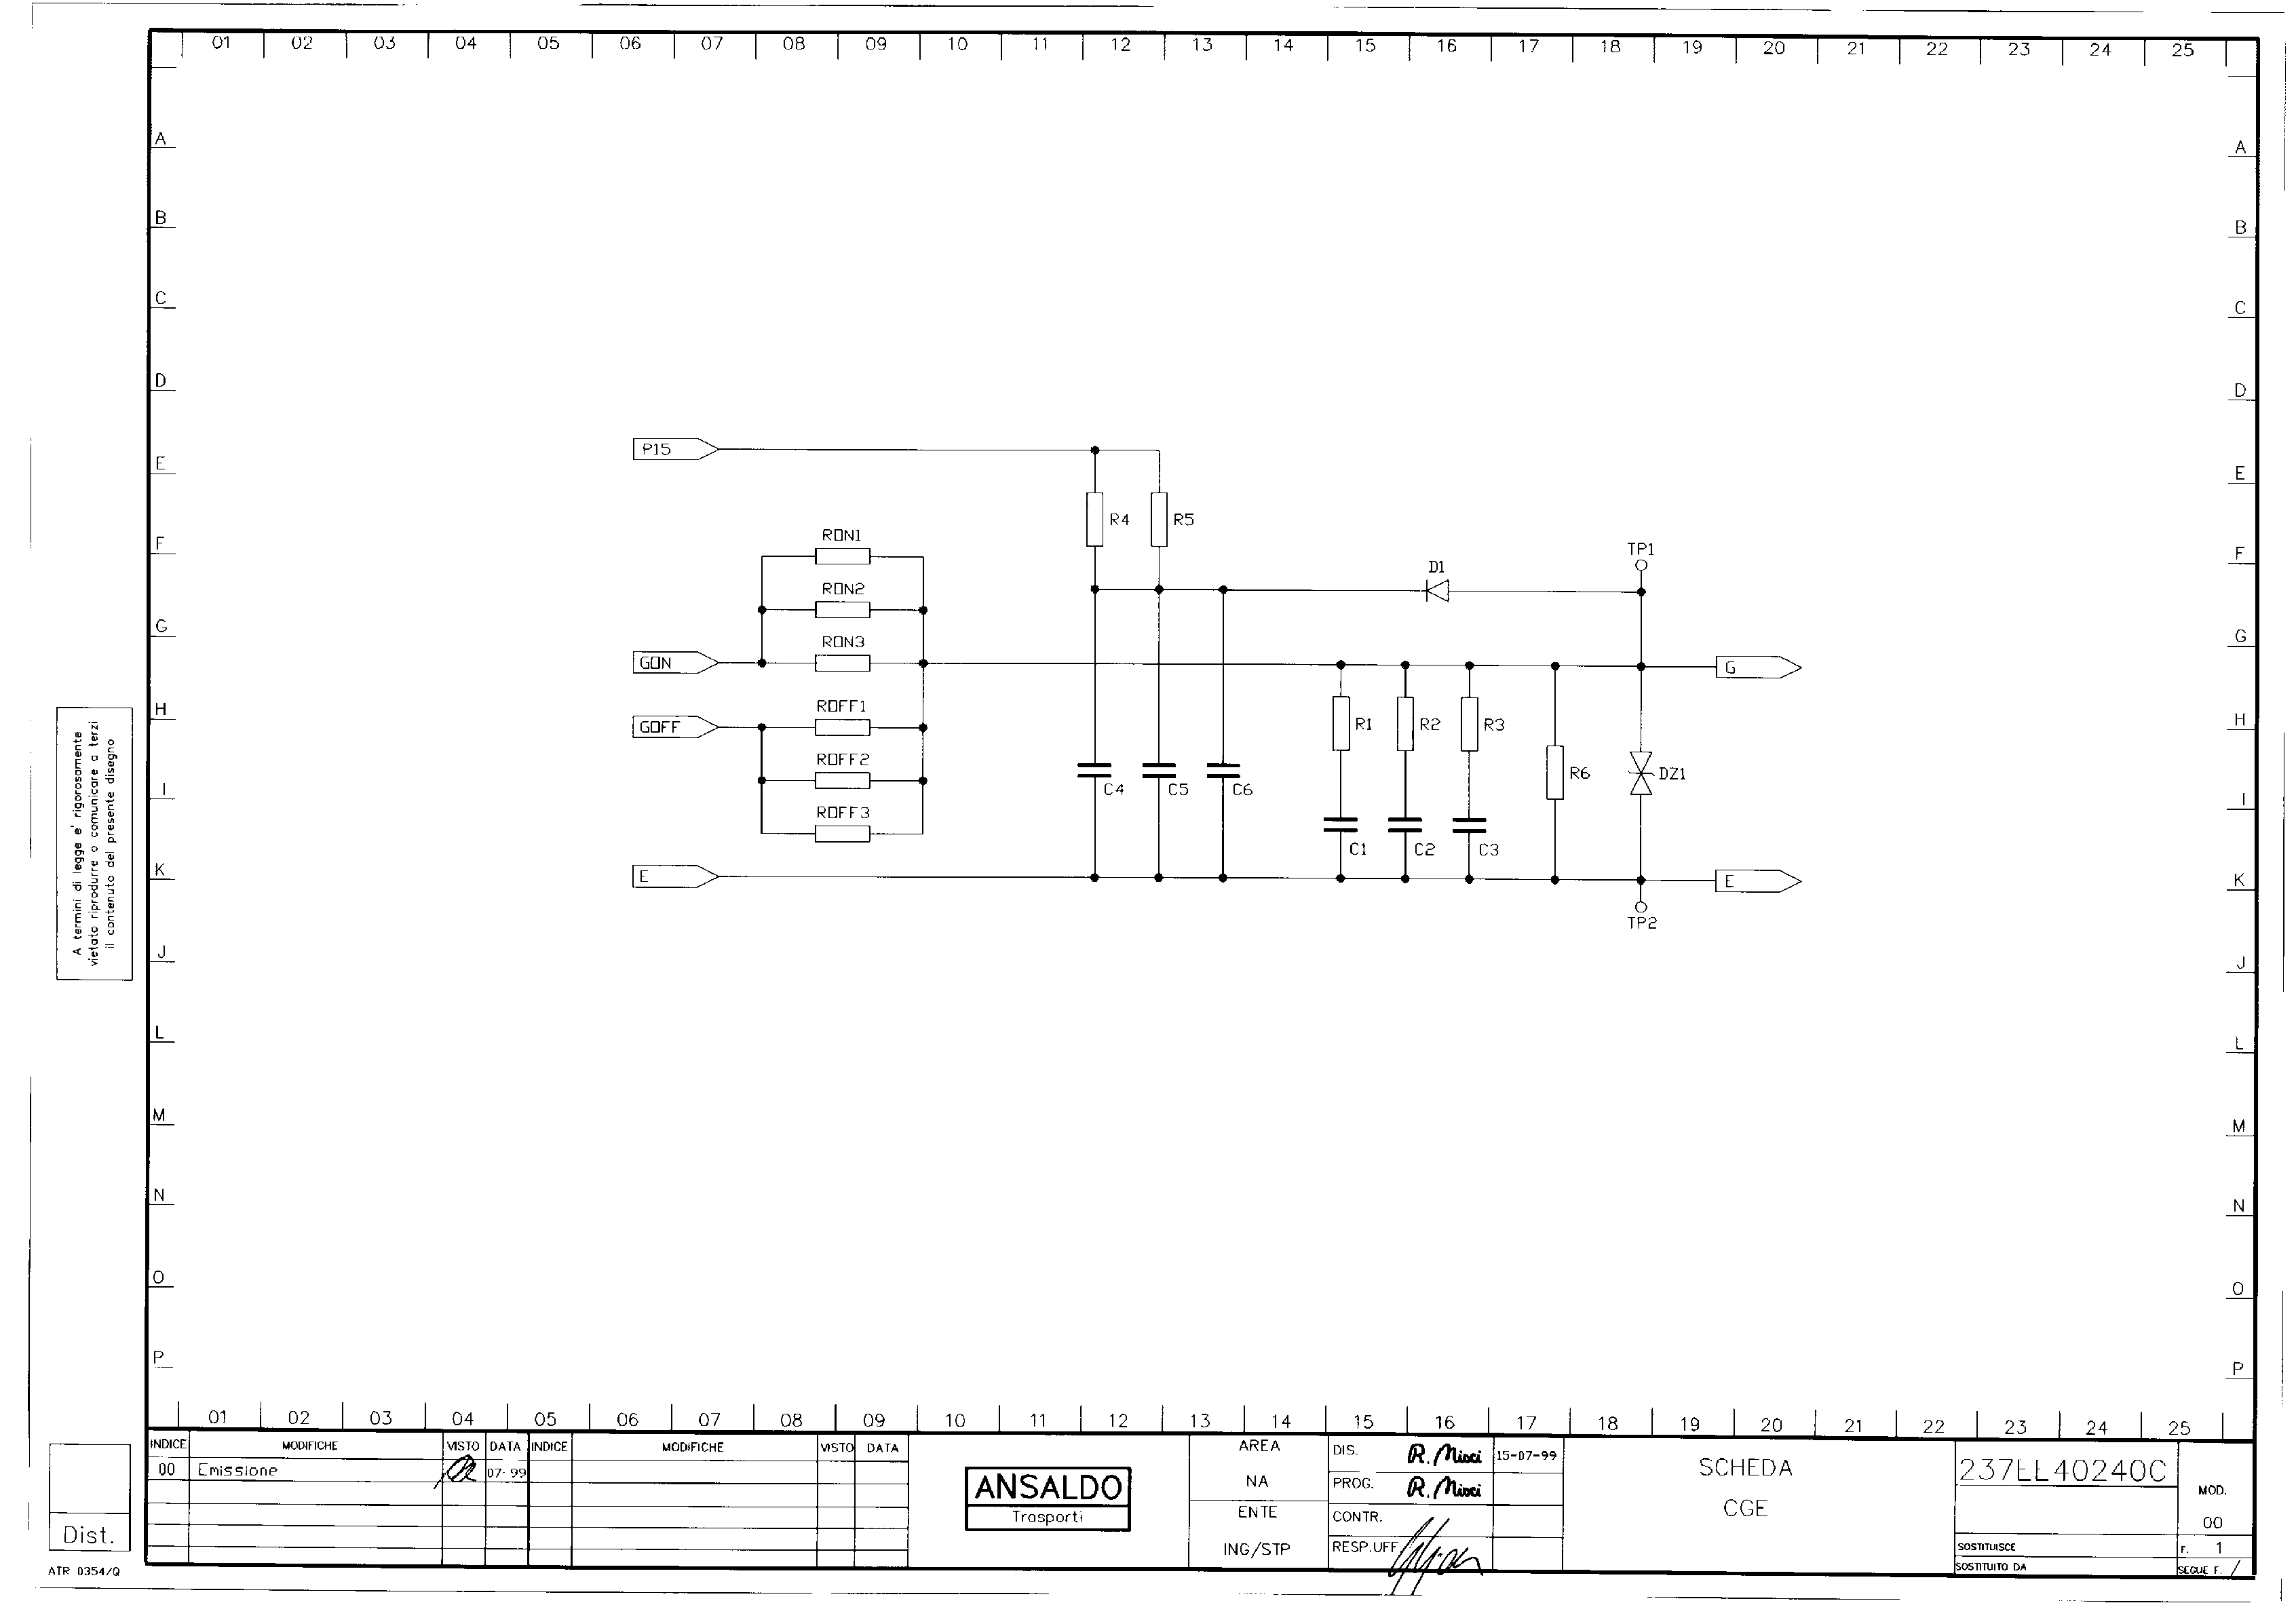 01 02 03 04 05 06 07 08 09 10 11 12 13 14 15 16 17 18 19 20 21 22 23 24 25
A A
B B
C C
D D
P15
E E
R4 R5
RON1
F F
TP1
D1
RON2
G G
RON3
GON G
ROFF1
H H
GOFF R1 R2 R3
ROFF2
R6 DZ1
I I
C4 C5 C6
ROFF3
C1 C2 C3
K K
E E
TP2
J J
L L
M M
N N
O O
P P
A termini di legge e' rigorosamente
vietato riprodurre o comunicare a terzi
il contenuto del presente disegno
01 02 03 04 05 06 07 08 09 10 11 12 13 14 15 16 17 18 19 20 21 22 23 24 25
INDICE MODIFICHE VISTO DATA INDICE MODIFICHE VISTO DATA
00 Emissione 07-99
ANSALDO
Trasporti
AREA
NA
ENTE
ING/STP
DIS. R. Misci 15-07-99
PROG. R. Misci
CONTR.
RESP.UFF
SCHEDA
CGE
237EL40240C
MOD.
00
SOSTITUISCE F. 1
SOSTITUITO DA SEGUE F. /
Dist.
ATR 0354/Q